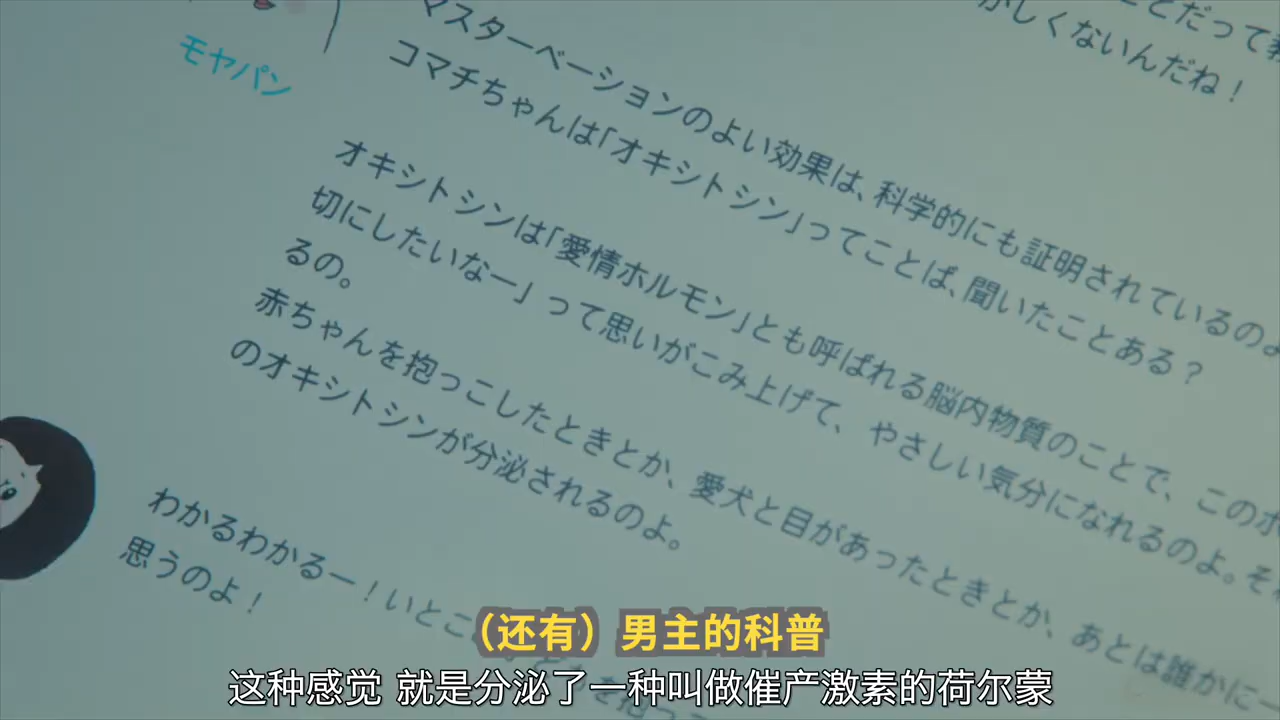 ことだって
かしくないんだね！
モヤパン
マスターベーションのよい効果は、科学的にも証明されているのよ
コマチちゃんは「オキシトシン」ってことば、聞いたことある？
オキシトシンは「愛情ホルモン」とも呼ばれる脳内物質のことで、このホ
切にしたいなー」って思いがこみ上げて、やさしい気分になれるのよ。そ
るの。
赤ちゃんを抱っこしたときとか、愛犬と目があったときとか、あとは誰かに
のオキシトシンが分泌されるのよ。
わかるわかるー！いとこ
思うのよ！
（还有）男主的科普
这种感觉 就是分泌了一种叫做催产激素的荷尔蒙